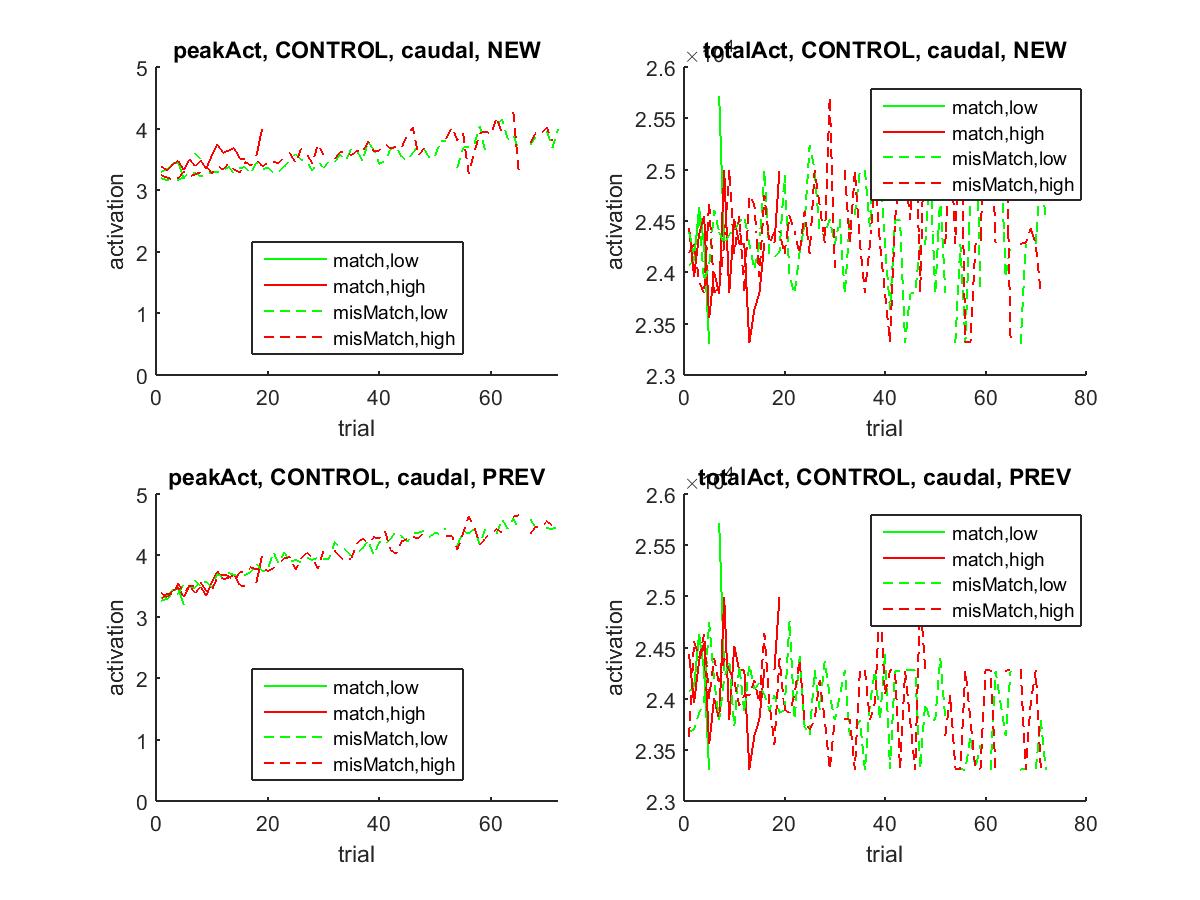 peakAct, CONTROL, caudal, NEW
5
4
3
2
1
0
activation
match,low
match,high
misMatch,low
misMatch,high
0 20 40 60
trial
totalAct, CONTROL, caudal, NEW
2.6
2.55
2.5
2.45
2.4
2.35
2.3
activation
match,low
match,high
misMatch,low
misMatch,high
0 20 40 60 80
trial
peakAct, CONTROL, caudal, PREV
5
4
3
2
1
0
activation
match,low
match,high
misMatch,low
misMatch,high
0 20 40 60
trial
totalAct, CONTROL, caudal, PREV
2.6
2.55
2.5
2.45
2.4
2.35
2.3
activation
match,low
match,high
misMatch,low
misMatch,high
0 20 40 60 80
trial